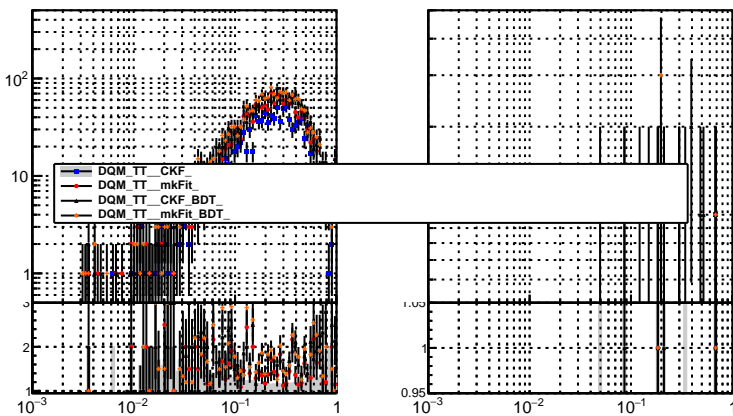 10²
10
DQM_TT__CKF_
DQM_TT__mkFit_
DQM_TT__CKF_BDT_
DQM_TT__mkFit_BDT_
1
3
2
1.05
1
0.95
10⁻³ 10⁻² 10⁻¹ 1
10⁻³ 10⁻² 10⁻¹ 1